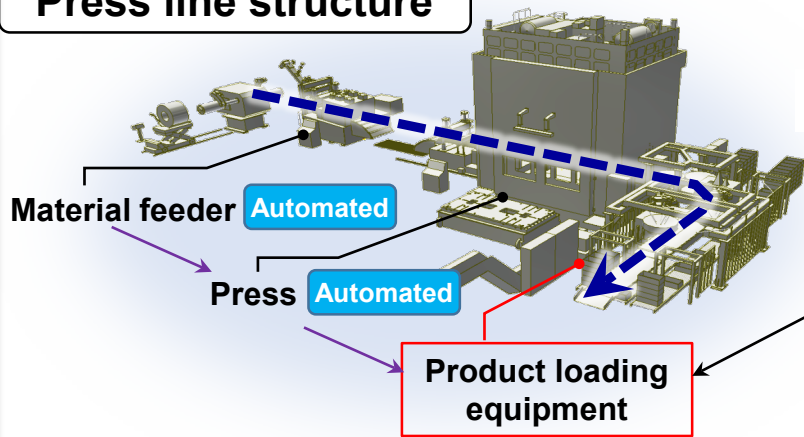 Press line structure
Material feeder Automated
Press Automated
Product loading
equipment